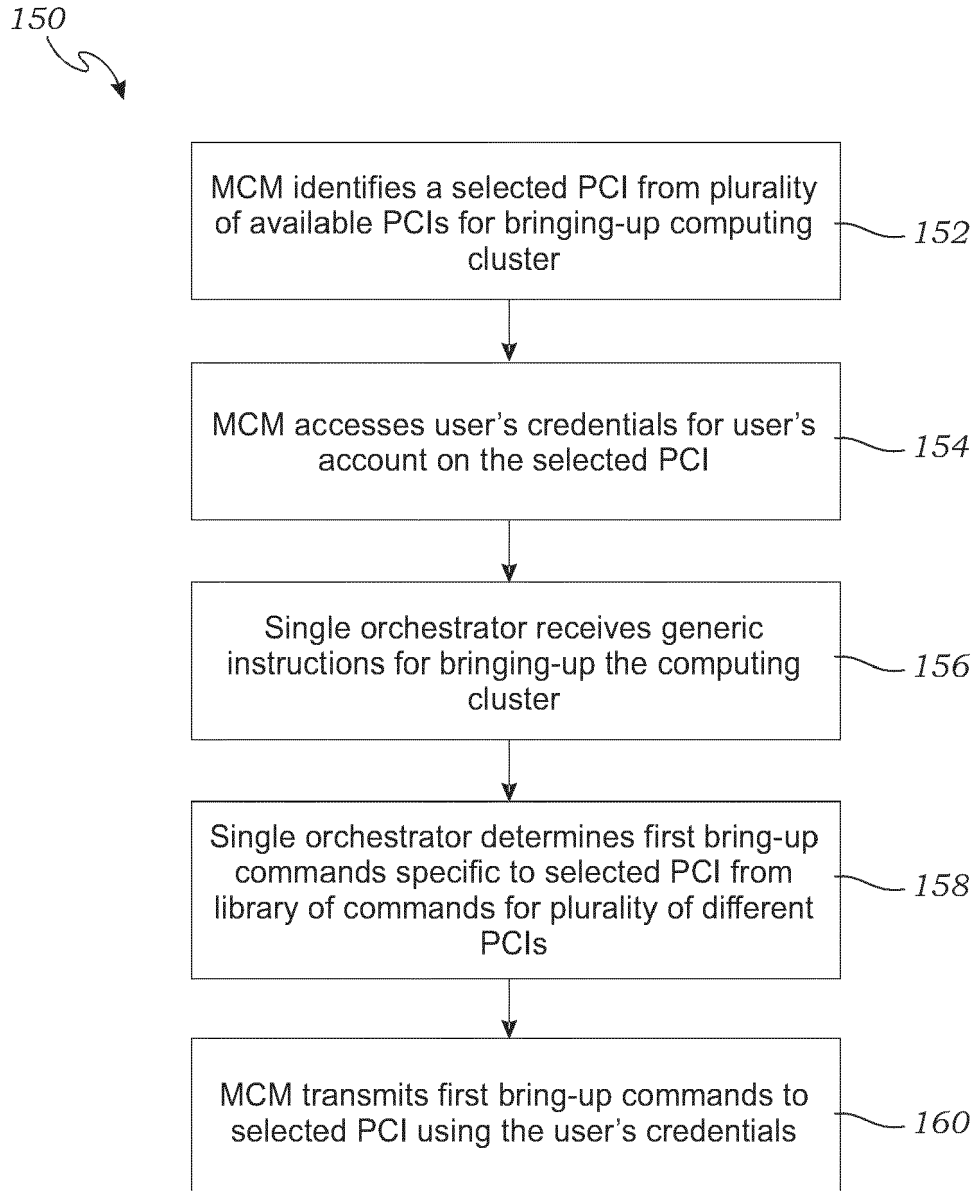 150
MCM identifies a selected PCI from plurality
of available PCIs for bringing-up computing
cluster
152
MCM accesses user's credentials for user's
account on the selected PCI
154
Single orchestrator receives generic
instructions for bringing-up the computing
cluster
156
Single orchestrator determines first bring-up
commands specific to selected PCI from
library of commands for plurality of different
PCIs
158
MCM transmits first bring-up commands to
selected PCI using the user's credentials
160